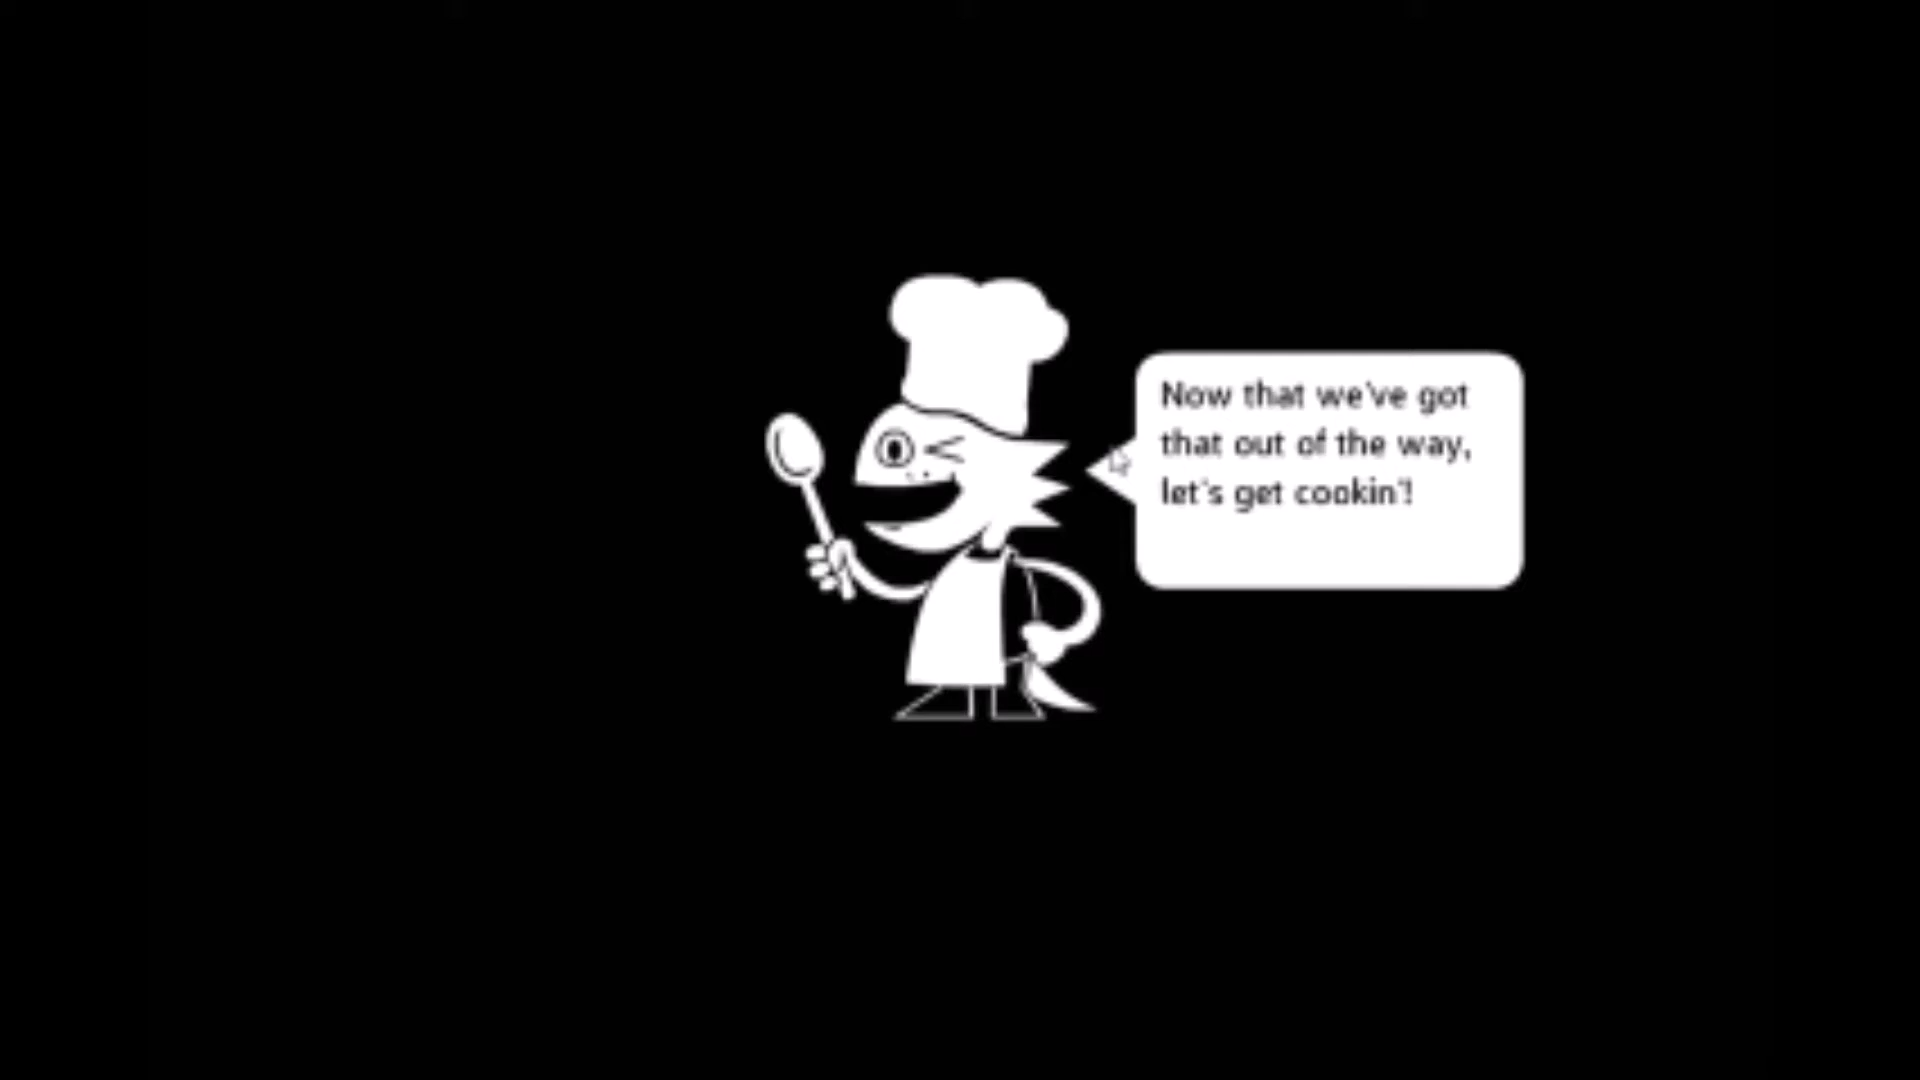 Now that we've got
that out of the way,
let's get cookin'!